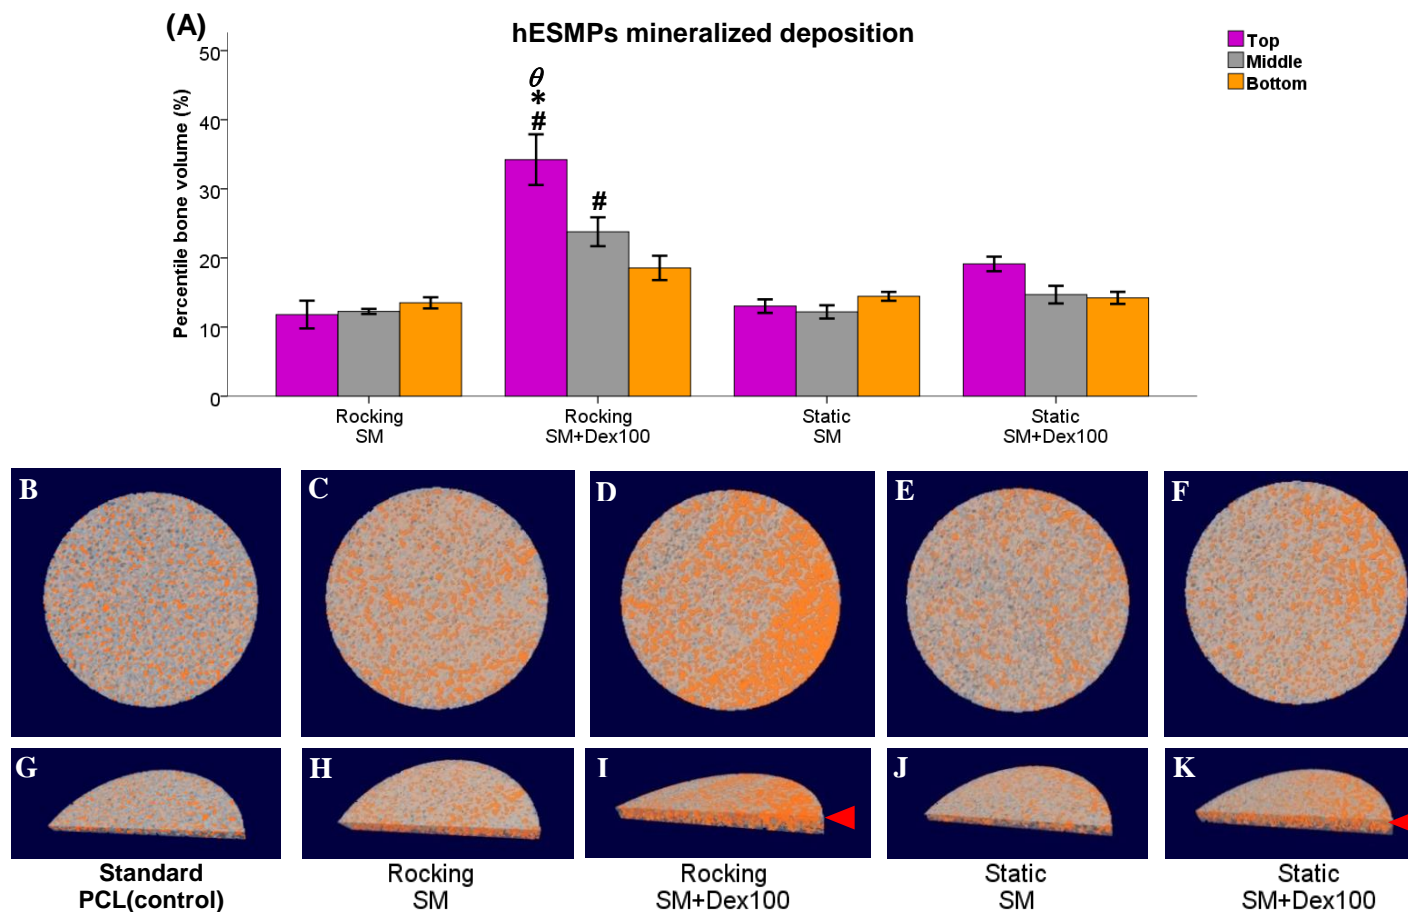 (A)
hESMPs mineralized deposition
Top
Middle
Bottom
Percentile bone volume (%)
50
40
30
20
10
0
θ
*
#
#
Rocking
SM
Rocking
SM+Dex100
Static
SM
Static
SM+Dex100
B
C
D
E
F
G
H
I
J
K
Standard
PCL(control)
Rocking
SM
Rocking
SM+Dex100
Static
SM
Static
SM+Dex100